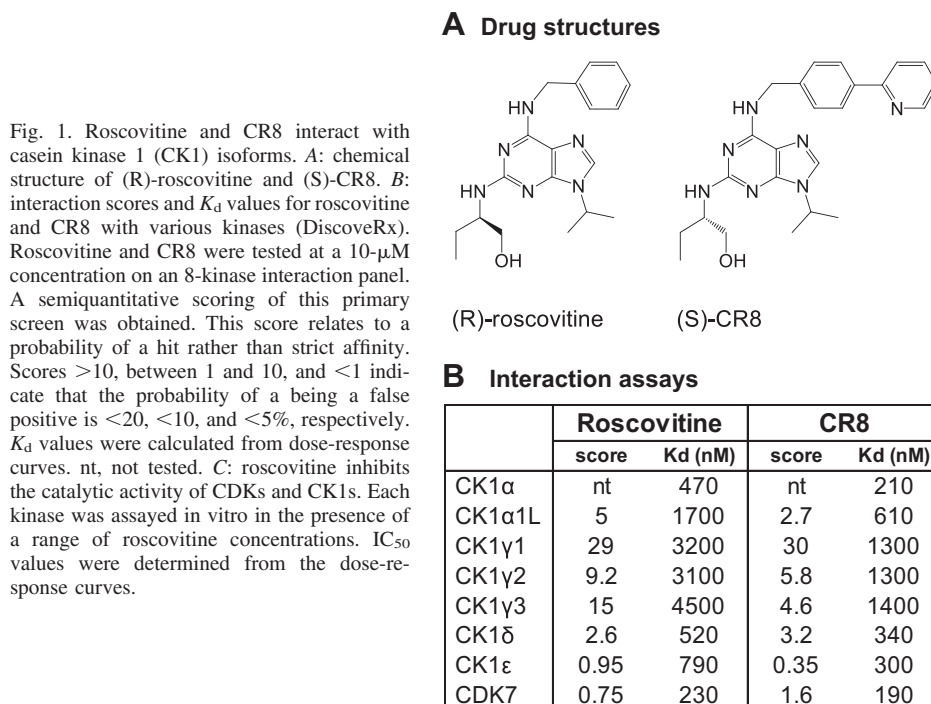 Fig. 1. Roscovitine and CR8 interact with
casein kinase 1 (CK1) isoforms. A: chemical
structure of (R)-roscovitine and (S)-CR8. B:
interaction scores and Kd values for roscovitine
and CR8 with various kinases (DiscoveRx).
Roscovitine and CR8 were tested at a 10-μM
concentration on an 8-kinase interaction panel.
A semiquantitative scoring of this primary
screen was obtained. This score relates to a
probability of a hit rather than strict affinity.
Scores >10, between 1 and 10, and <1 indi-
cate that the probability of a being a false
positive is <20, <10, and <5%, respectively.
Kd values were calculated from dose-response
curves. nt, not tested. C: roscovitine inhibits
the catalytic activity of CDKs and CK1s. Each
kinase was assayed in vitro in the presence of
a range of roscovitine concentrations. IC50
values were determined from the dose-re-
sponse curves.
A Drug structures
HN N N N N HN OH
HN N N N N N HN OH
(R)-roscovitine (S)-CR8
B Interaction assays
Roscovitine CR8
score Kd (nM) score Kd (nM)
CK1α nt 470 nt 210
CK1α1L 5 1700 2.7 610
CK1γ1 29 3200 30 1300
CK1γ2 9.2 3100 5.8 1300
CK1γ3 15 4500 4.6 1400
CK1δ 2.6 520 3.2 340
CK1ε 0.95 790 0.35 300
CDK7 0.75 230 1.6 190